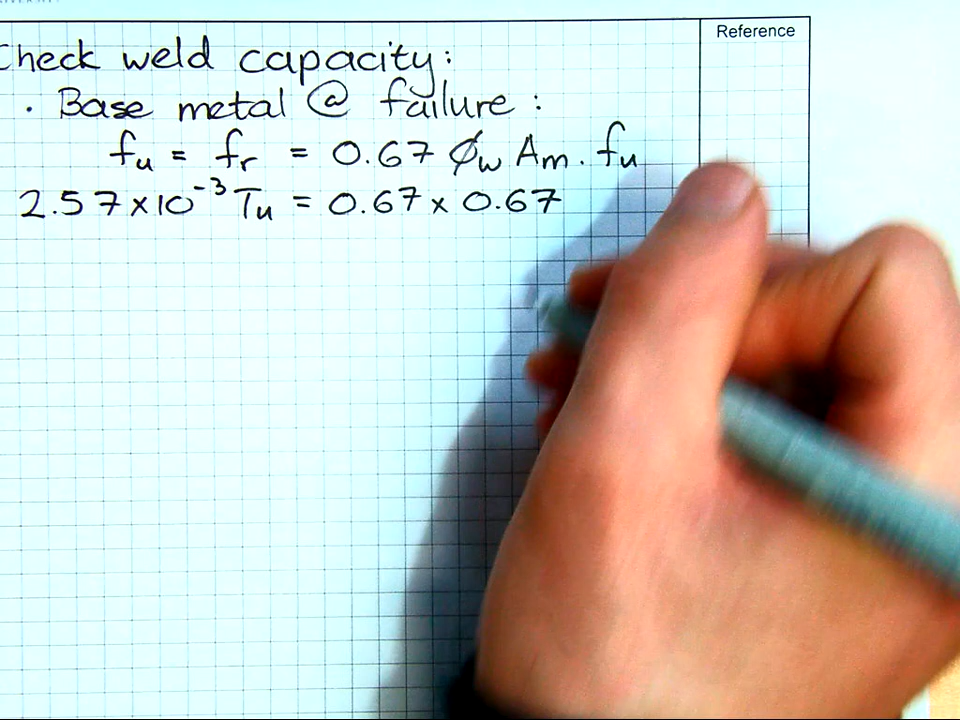 Reference
Check weld capacity:
· Base metal @ failure:
fu = fr = 0.67 ϕw Am. fu
2.57×10⁻³ Tu = 0.67 × 0.67